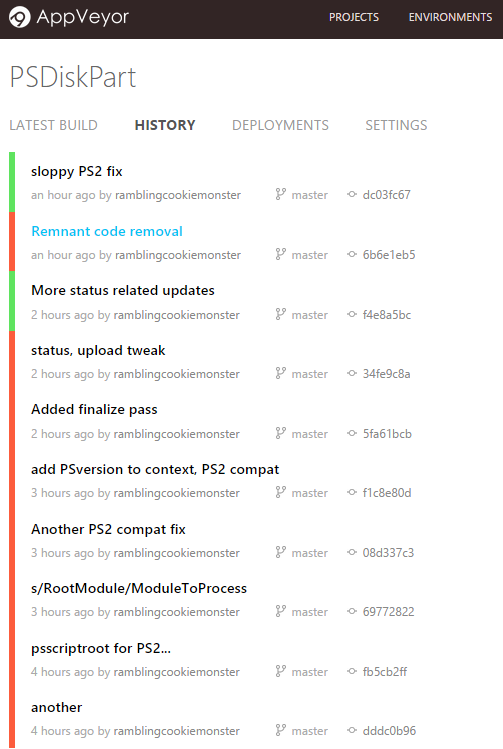 AppVeyor PROJECTS ENVIRONMENTS
PSDiskPart
LATEST BUILD HISTORY DEPLOYMENTS SETTINGS
sloppy PS2 fix
an hour ago by ramblingcookiemonster master dc03fc67
Remnant code removal
an hour ago by ramblingcookiemonster master 6b6e1eb5
More status related updates
2 hours ago by ramblingcookiemonster master f4e8a5bc
status, upload tweak
2 hours ago by ramblingcookiemonster master 34fe9c8a
Added finalize pass
2 hours ago by ramblingcookiemonster master 5fa61bcb
add PSversion to context, PS2 compat
3 hours ago by ramblingcookiemonster master f1c8e80d
Another PS2 compat fix
3 hours ago by ramblingcookiemonster master 08d337c3
s/RootModule/ModuleToProcess
3 hours ago by ramblingcookiemonster master 69772822
psscriptroot for PS2...
4 hours ago by ramblingcookiemonster master fb5cb2ff
another
4 hours ago by ramblingcookiemonster master dddc0b96